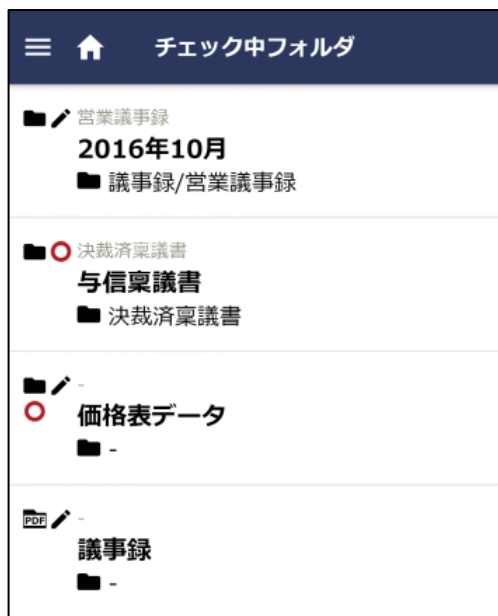 チェック中フォルダ
営業議事録
2016年10月
議事録/営業議事録
決裁済稟議書
与信稟議書
決裁済稟議書
-
価格表データ
-
PDF
-
議事録
-